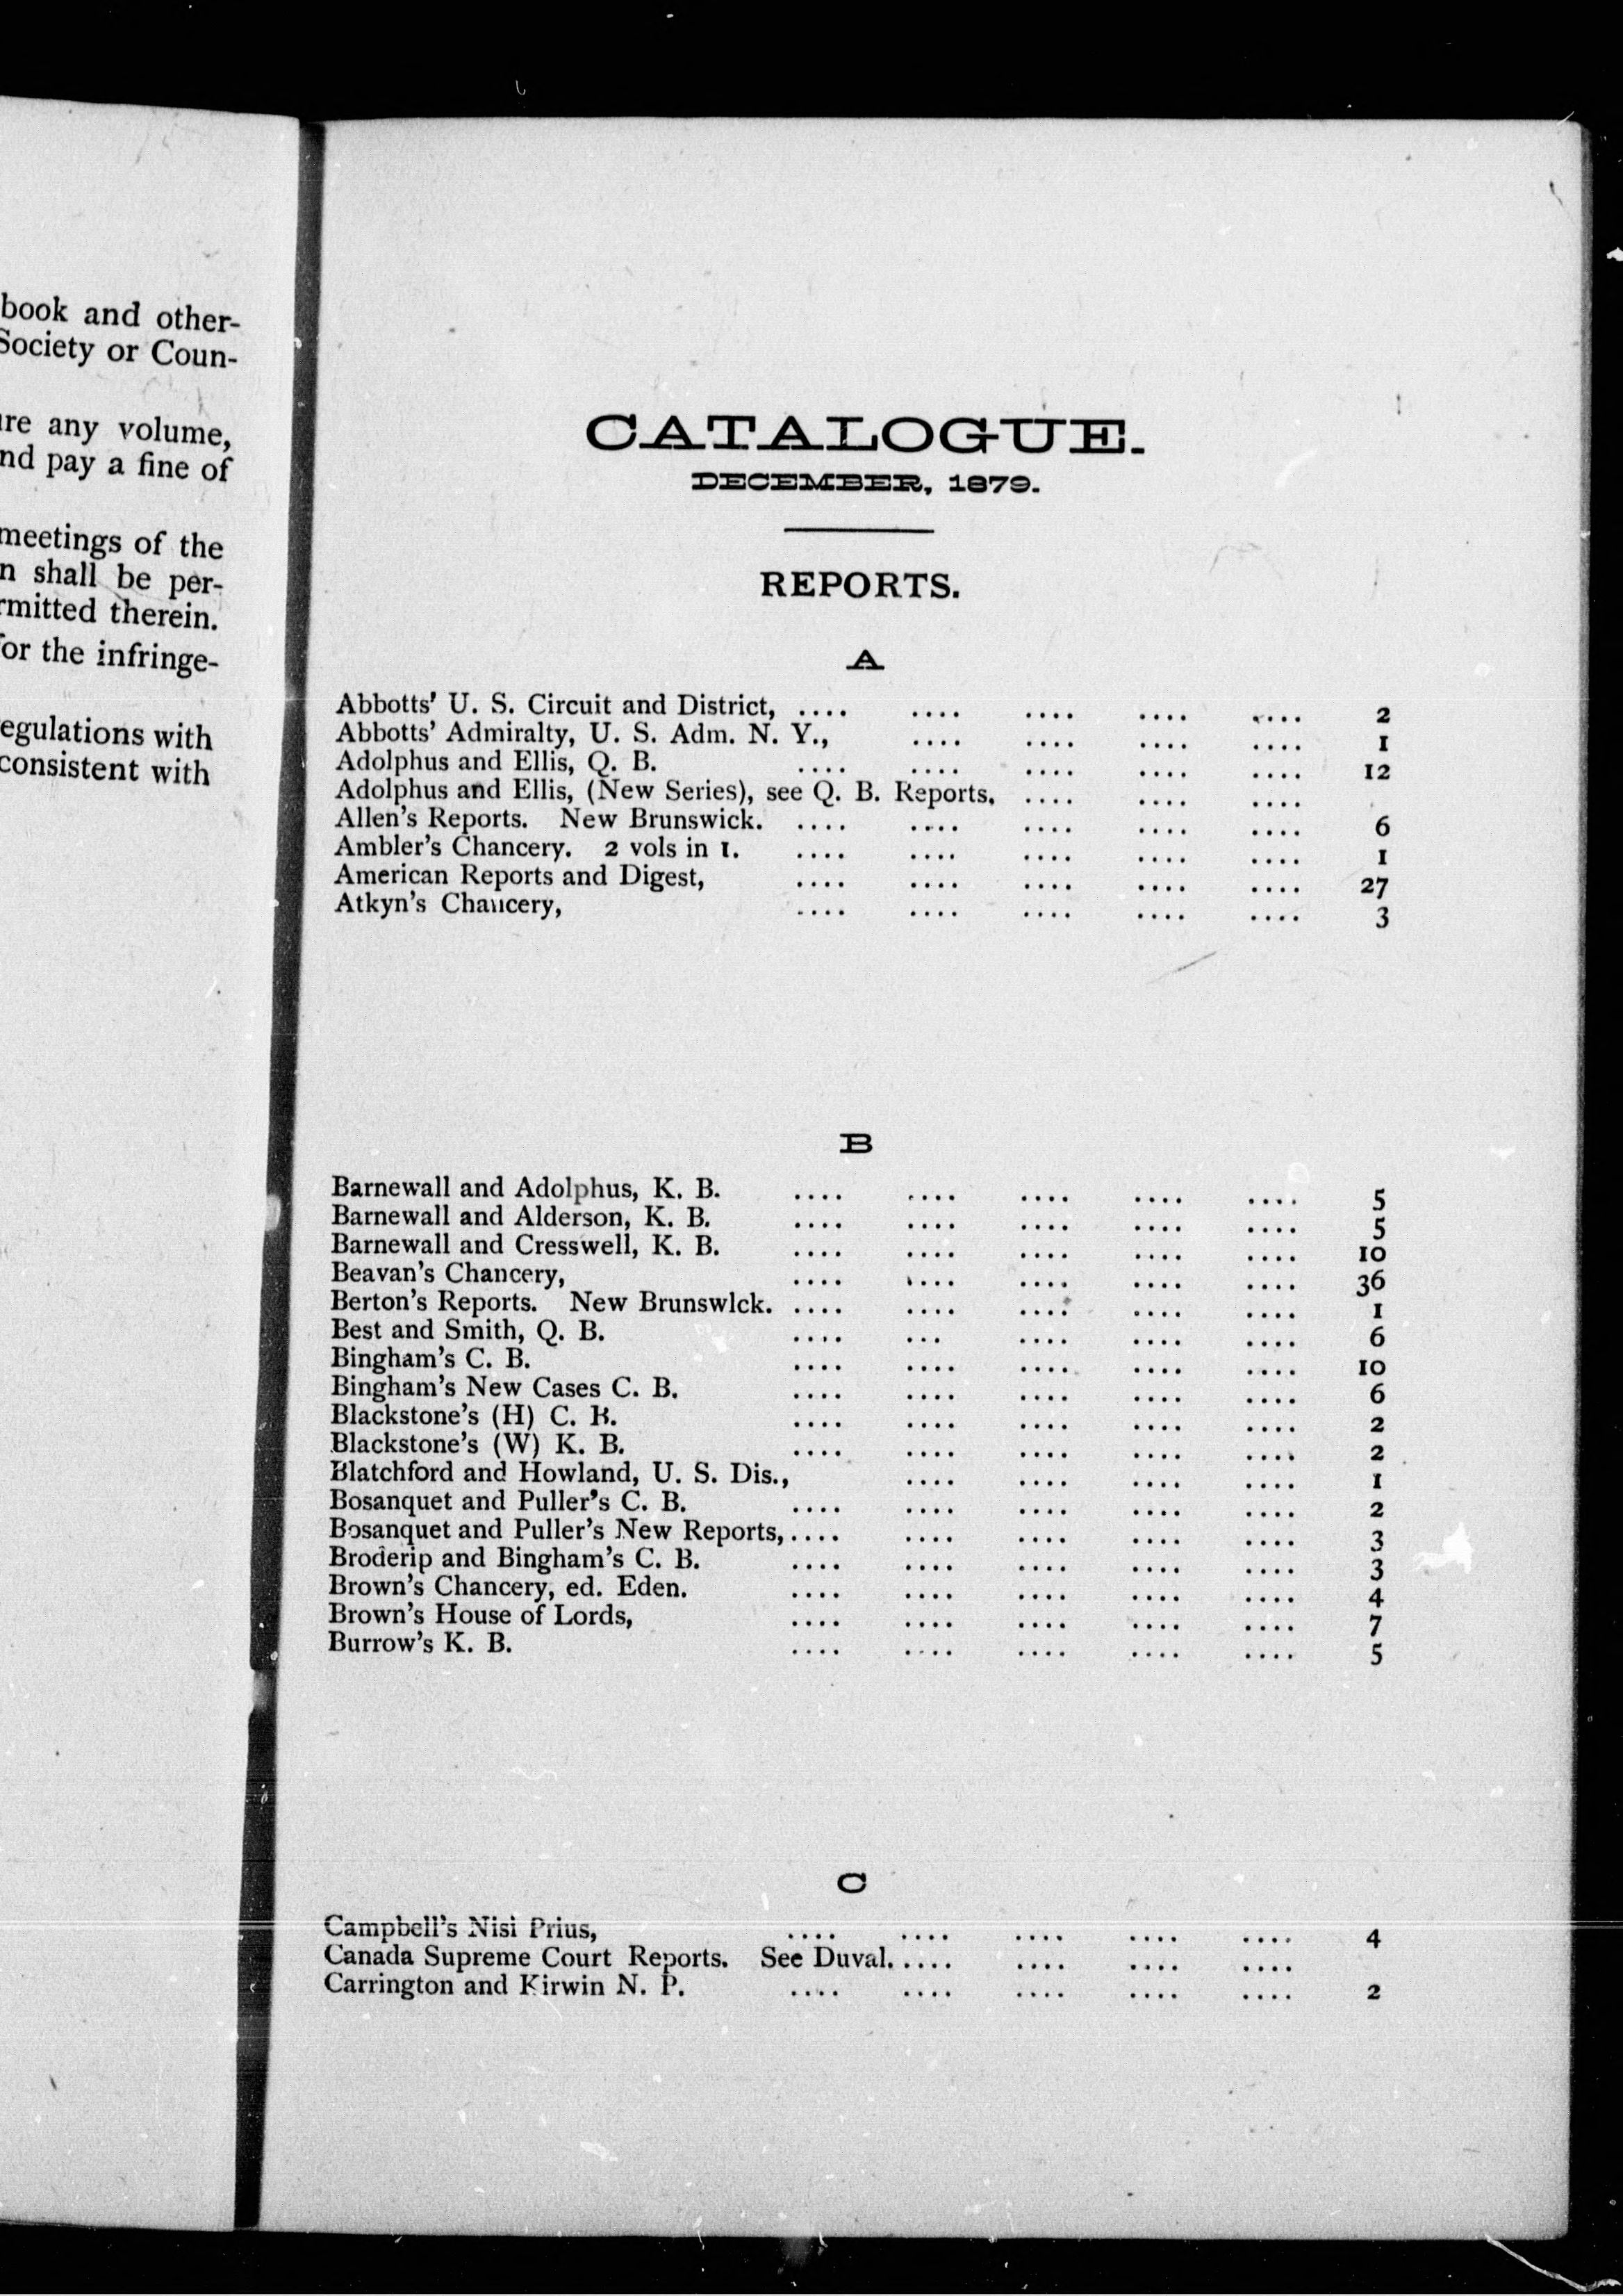 book and other-
Society or Coun-
any volume,
nd pay a fine of
meetings of the
n shall be per-
rmitted therein.
for the infringe-
egulations with
consistent with
CATALOGUE.
DECEMBER, 1879.
REPORTS.
A
Abbotts' U. S. Circuit and District, .... .... .... .... .... 2
Abbotts' Admiralty, U. S. Adm. N. Y., .... .... .... .... 1
Adolphus and Ellis, Q. B. .... .... .... .... .... 12
Adolphus and Ellis, (New Series), see Q. B. Reports, .... .... ....
Allen's Reports. New Brunswick. .... .... .... .... .... 6
Ambler's Chancery. 2 vols in 1. .... .... .... .... .... 1
American Reports and Digest, .... .... .... .... .... 27
Atkyn's Chancery, .... .... .... .... .... 3
B
Barnewall and Adolphus, K. B. .... .... .... .... .... 5
Barnewall and Alderson, K. B. .... .... .... .... .... 5
Barnewall and Cresswell, K. B. .... .... .... .... .... 10
Beavan's Chancery, .... .... .... .... .... 36
Berton's Reports. New Brunswlck. .... .... .... .... .... 1
Best and Smith, Q. B. .... ... .... .... .... 6
Bingham's C. B. .... .... .... .... .... 10
Bingham's New Cases C. B. .... .... .... .... .... 6
Blackstone's (H) C. B. .... .... .... .... .... 2
Blackstone's (W) K. B. .... .... .... .... .... 2
Blatchford and Howland, U. S. Dis., .... .... .... .... 1
Bosanquet and Puller's C. B. .... .... .... .... .... 2
Bosanquet and Puller's New Reports, .... .... .... .... .... 3
Broderip and Bingham's C. B. .... .... .... .... .... 3
Brown's Chancery, ed. Eden. .... .... .... .... .... 4
Brown's House of Lords, .... .... .... .... .... 7
Burrow's K. B. .... .... .... .... .... 5
C
Campbell's Nisi Prius, .... .... .... .... .... 4
Canada Supreme Court Reports. See Duval. .... .... .... ....
Carrington and Kirwin N. P. .... .... .... .... .... 2